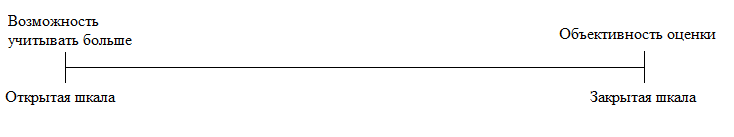 Возможность
учитывать больше
Объективность оценки
Открытая шкала
Закрытая шкала